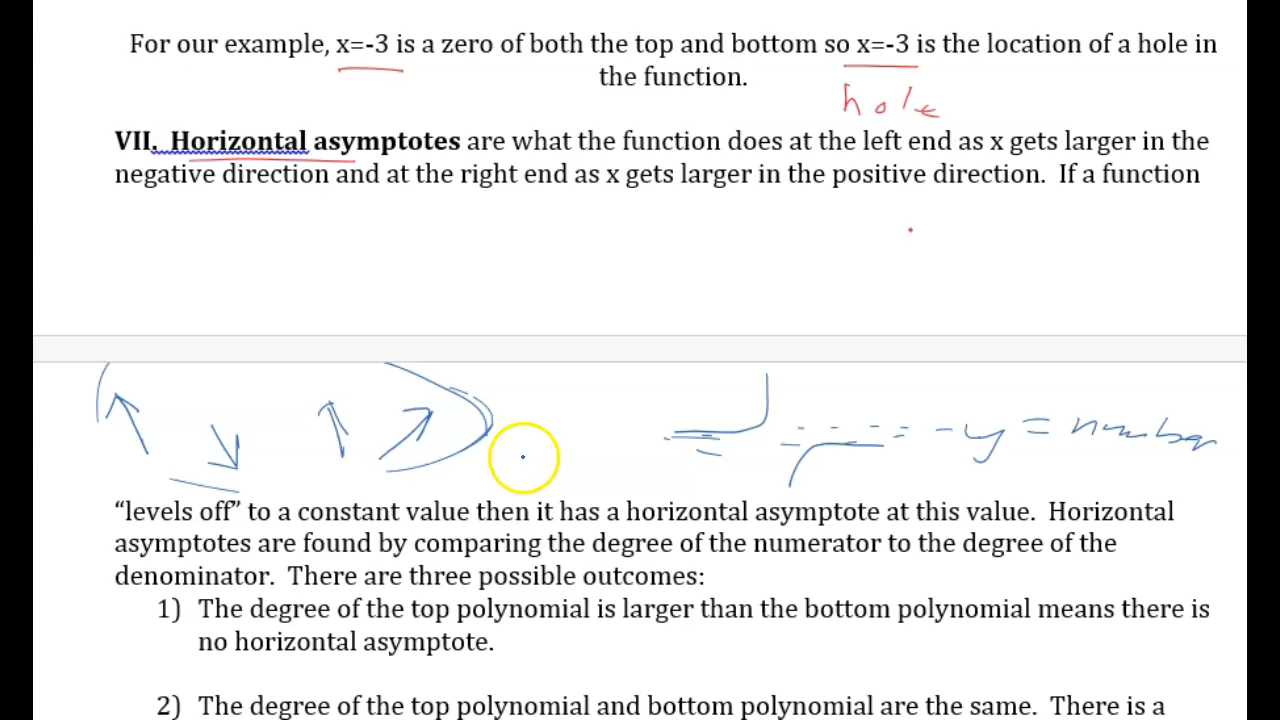 For our example, x=-3 is a zero of both the top and bottom so x=-3 is the location of a hole in
the function.
hole
VII. Horizontal asymptotes are what the function does at the left end as x gets larger in the
negative direction and at the right end as x gets larger in the positive direction. If a function
y = number
“levels off” to a constant value then it has a horizontal asymptote at this value. Horizontal
asymptotes are found by comparing the degree of the numerator to the degree of the
denominator. There are three possible outcomes:
1) The degree of the top polynomial is larger than the bottom polynomial means there is
no horizontal asymptote.
2) The degree of the top polynomial and bottom polynomial are the same. There is a